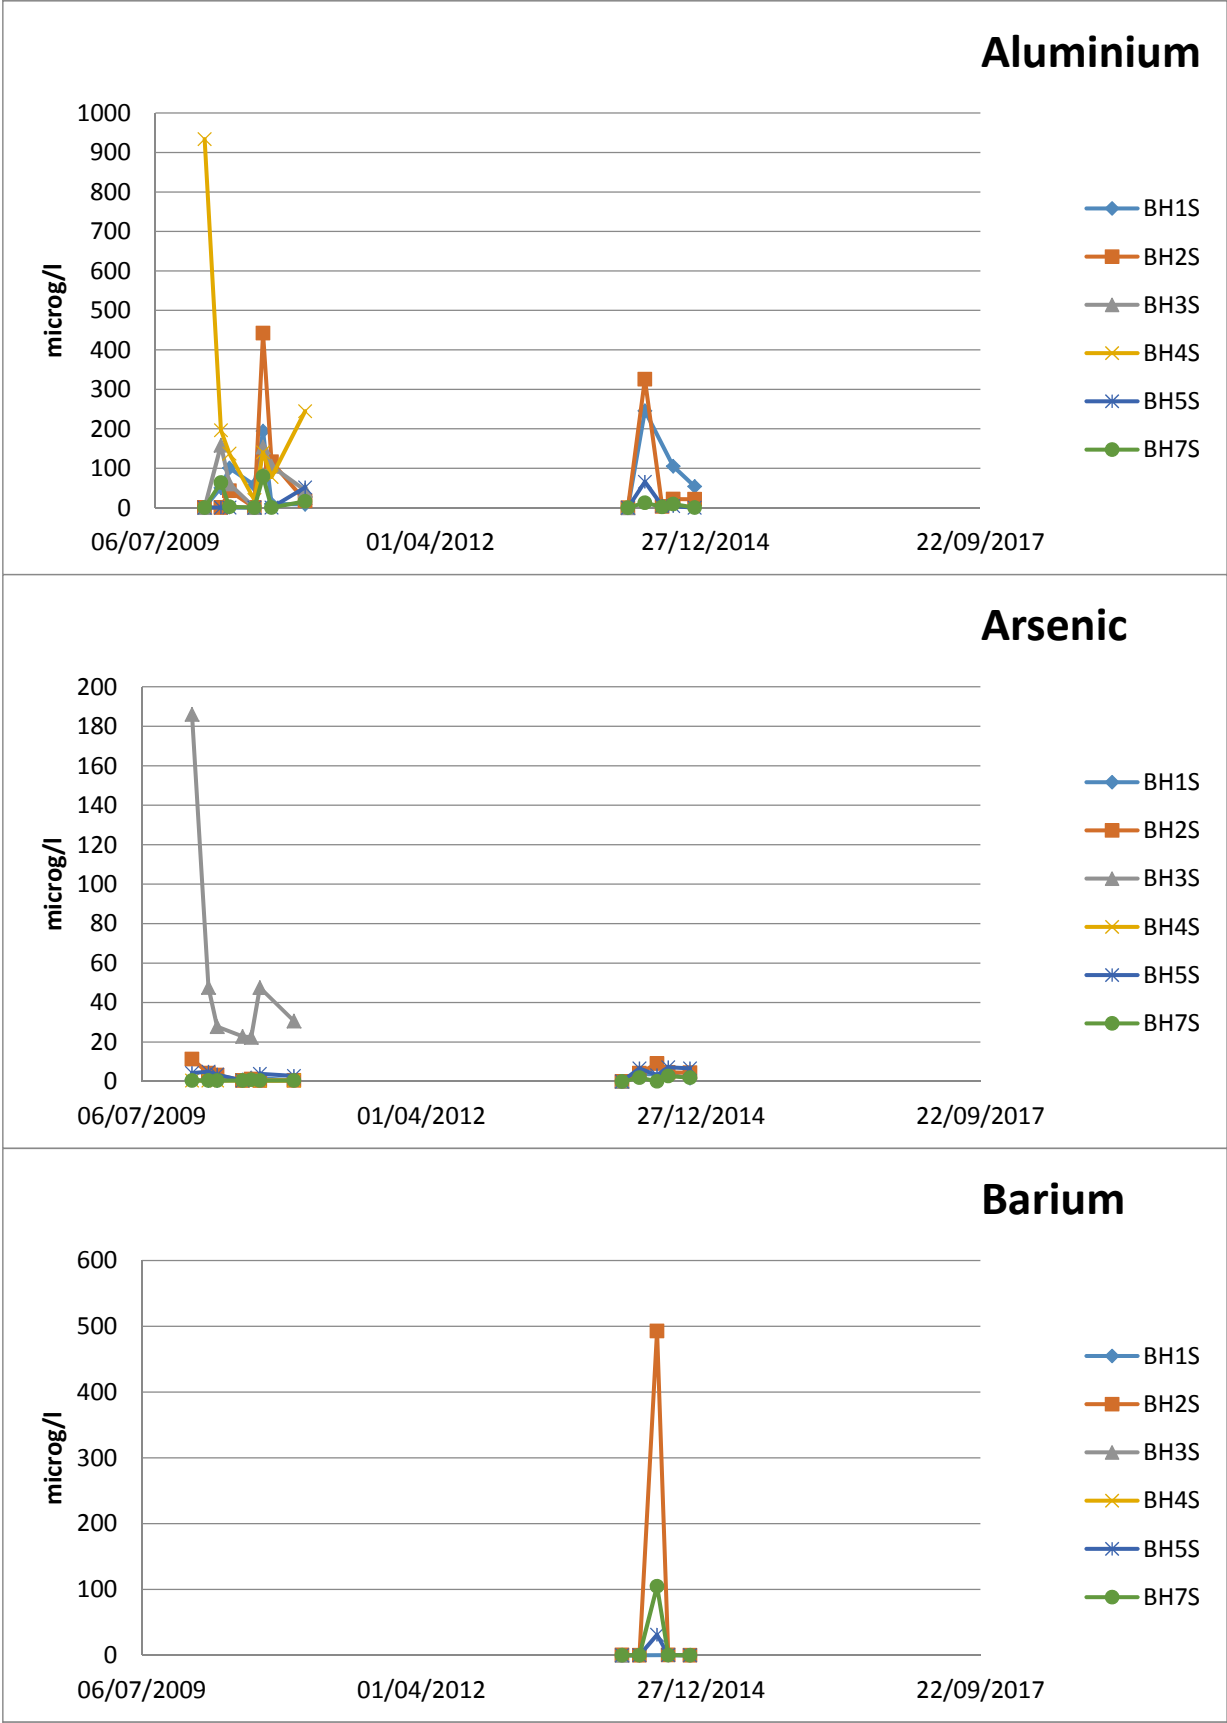 Aluminium
1000
900
800
700
600
500
400
300
200
100
0
microg/l
06/07/2009 01/04/2012 27/12/2014 22/09/2017
BH1S
BH2S
BH3S
BH4S
BH5S
BH7S
Arsenic
200
180
160
140
120
100
80
60
40
20
0
microg/l
06/07/2009 01/04/2012 27/12/2014 22/09/2017
BH1S
BH2S
BH3S
BH4S
BH5S
BH7S
Barium
600
500
400
300
200
100
0
microg/l
06/07/2009 01/04/2012 27/12/2014 22/09/2017
BH1S
BH2S
BH3S
BH4S
BH5S
BH7S